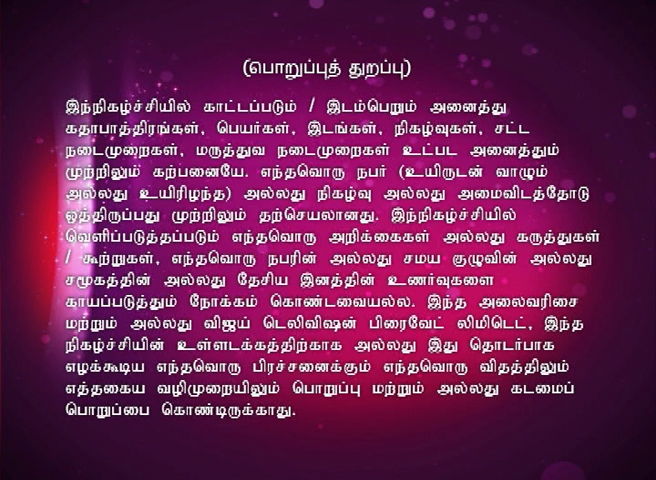 (பொறுப்புத் துறப்பு)
இந்நிகழ்ச்சியில் காட்டப்படும் / இடம்பெறும் அனைத்து
கதாபாத்திரங்கள், பெயர்கள், இடங்கள், நிகழ்வுகள், சட்ட
நடைமுறைகள், மருத்துவ நடைமுறைகள் உட்பட அனைத்தும்
முற்றிலும் கற்பனையே. எந்தவொரு நபர் (உயிருடன் வாழும்
அல்லது உயிரிழந்த) அல்லது நிகழ்வு அல்லது அமைவிடத்தோடு
ஒத்திருப்பது முற்றிலும் தற்செயலானது. இந்நிகழ்ச்சியில்
வெளிப்படுத்தப்படும் எந்தவொரு அறிக்கைகள் அல்லது கருத்துகள்
/ கூற்றுகள், எந்தவொரு நபரின் அல்லது சமய குழுவின் அல்லது
சமூகத்தின் அல்லது தேசிய இனத்தின் உணர்வுகளை
காயப்படுத்தும் நோக்கம் கொண்டவையல்ல. இந்த அலைவரிசை
மற்றும் அல்லது விஜய் டெலிவிஷன் பிரைவேட் லிமிடெட், இந்த
நிகழ்ச்சியின் உள்ளடக்கத்திற்காக அல்லது இது தொடர்பாக
எழக்கூடிய எந்தவொரு பிரச்சனைக்கும் எந்தவொரு விதத்திலும்
எத்தகைய வழிமுறையிலும் பொறுப்பு மற்றும் அல்லது கடமைப்
பொறுப்பை கொண்டிருக்காது.